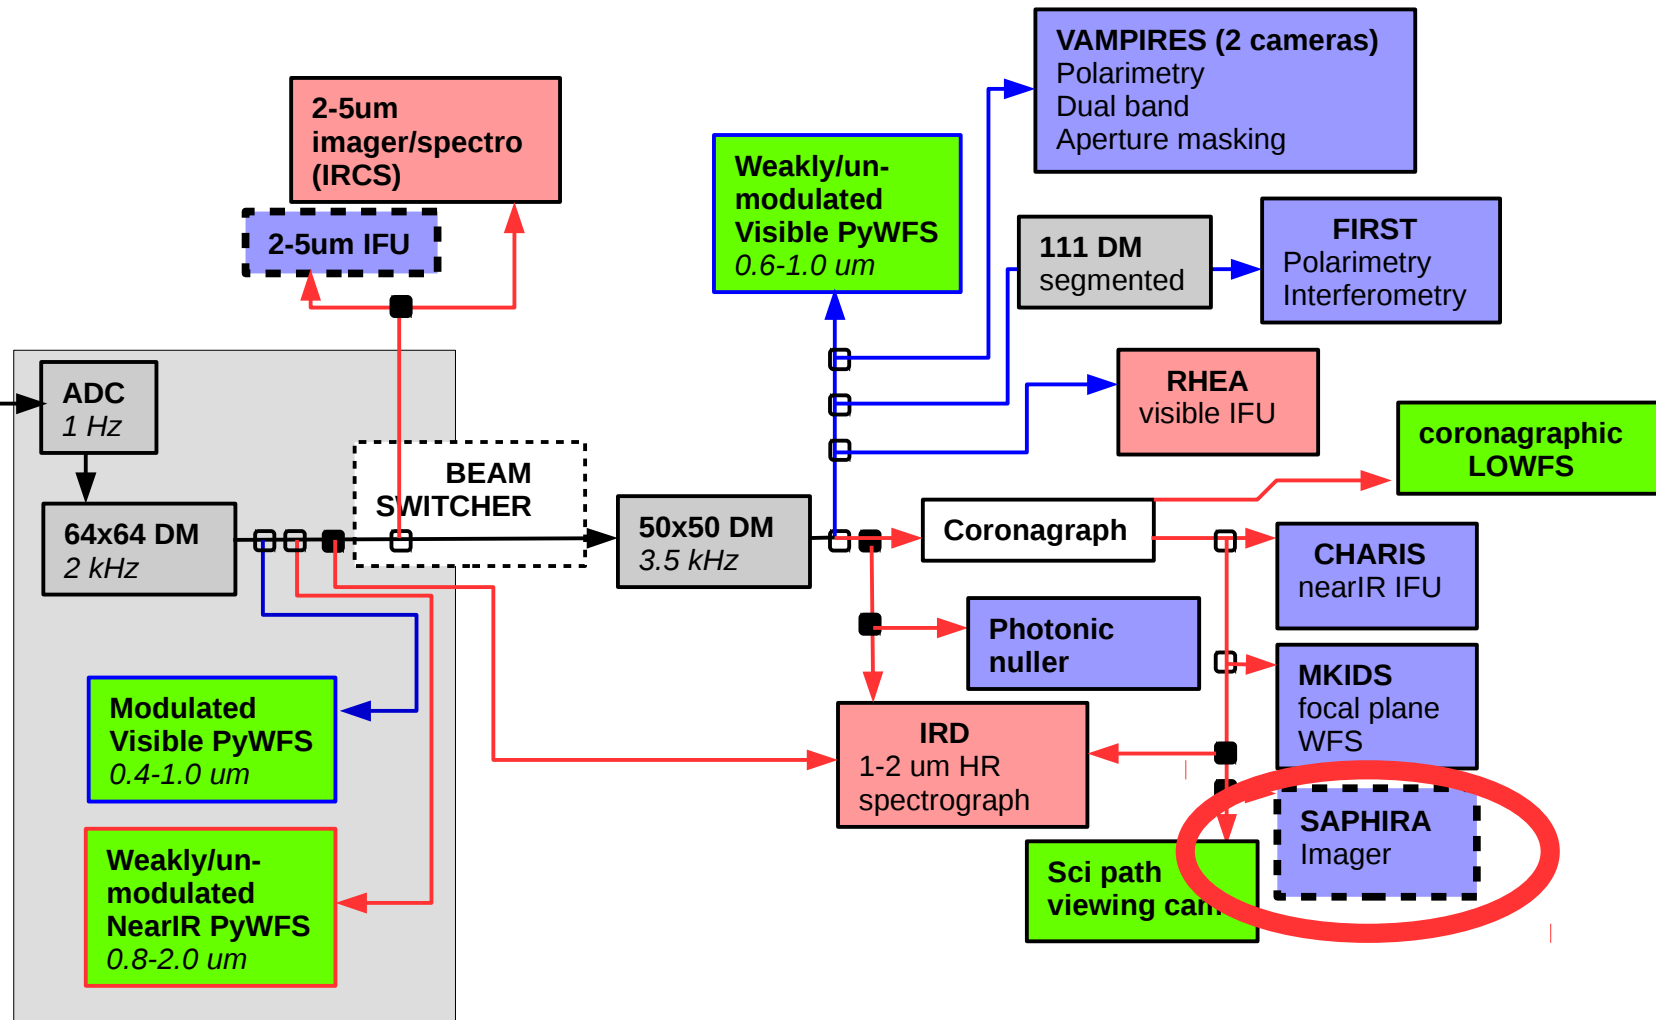 VAMPIRES (2 cameras)
Polarimetry
Dual band
Aperture masking
2-5um
imager/spectro
(IRCS)
2-5um IFU
Weakly/un-
modulated
Visible PyWFS
0.6-1.0 um
111 DM
segmented
FIRST
Polarimetry
Interferometry
RHEA
visible IFU
coronagraphic
LOWFS
ADC
1 Hz
BEAM
SWITCHER
64x64 DM
2 kHz
50x50 DM
3.5 kHz
Coronagraph
CHARIS
nearIR IFU
Photonic
nuller
MKIDS
focal plane
WFS
Modulated
Visible PyWFS
0.4-1.0 um
IRD
1-2 um HR
spectrograph
SAPHIRA
Imager
Weakly/un-
modulated
NearIR PyWFS
0.8-2.0 um
Sci path
viewing cam